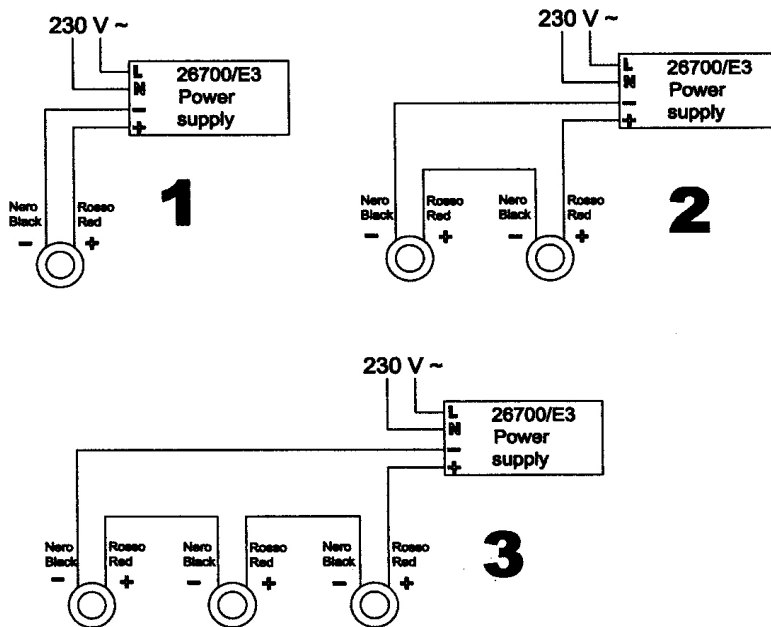 230 V ~
L
N
−
+
26700/E3
Power
supply
Nero
Black
−
Rosso
Red
+
1
230 V ~
L
N
−
+
26700/E3
Power
supply
Nero
Black
−
Rosso
Red
+
Nero
Black
−
Rosso
Red
+
2
230 V ~
L
N
−
+
26700/E3
Power
supply
Nero
Black
−
Rosso
Red
+
Nero
Black
−
Rosso
Red
+
Nero
Black
−
Rosso
Red
+
3